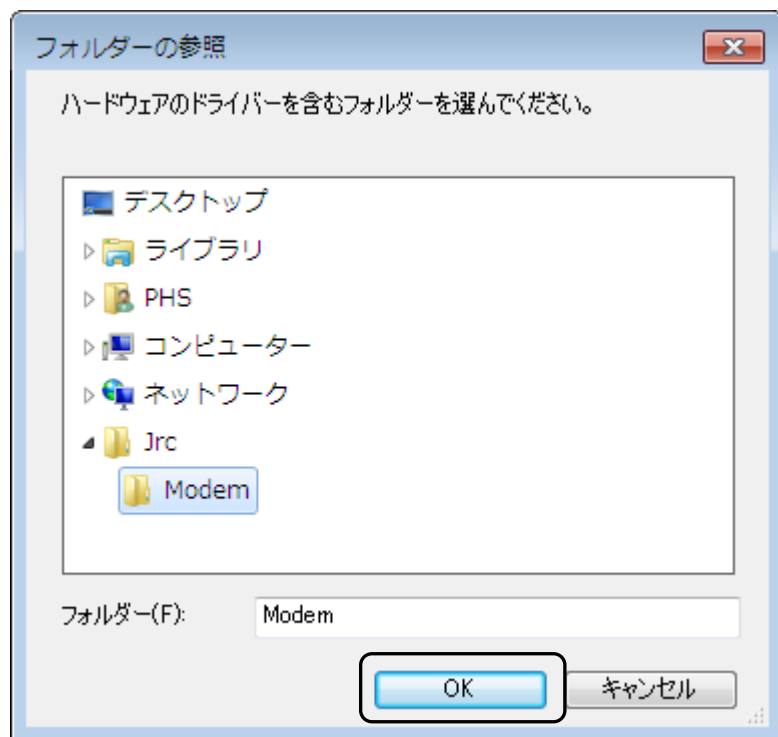 フォルダーの参照
ハードウェアのドライバーを含むフォルダーを選んでください。
デスクトップ
ライブラリ
PHS
コンピューター
ネットワーク
Jrc
Modem
フォルダー(F): Modem
OK キャンセル